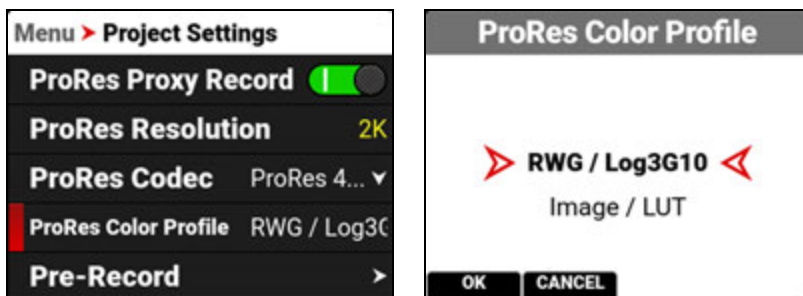 Menu > Project Settings
ProRes Proxy Record
ProRes Resolution 2K
ProRes Codec ProRes 4...
ProRes Color Profile RWG / Log3G
Pre-Record >
ProRes Color Profile
RWG / Log3G10
Image / LUT
OK CANCEL